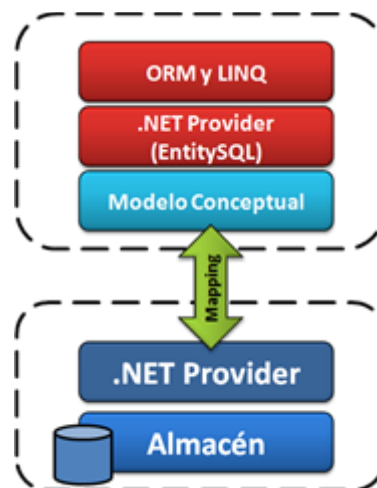 ORM y LINQ
.NET Provider
(EntitySQL)
Modelo Conceptual
Mapping
.NET Provider
Almacén